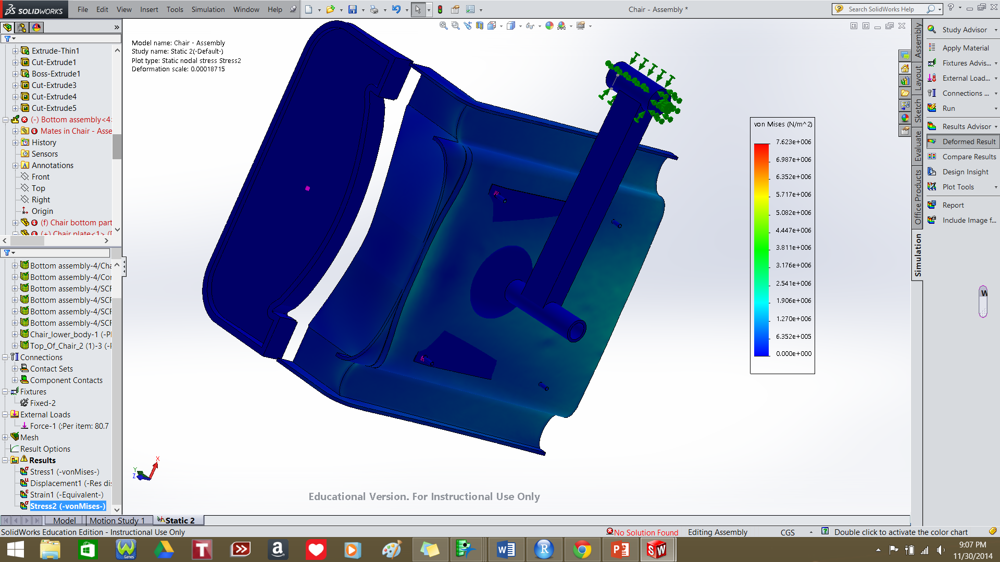 SOLIDWORKS
File Edit View Insert Tools Simulation Window Help
Chair - Assembly *
Search SolidWorks Help
Extrude-Thin1
Cut-Extrude1
Boss-Extrude1
Cut-Extrude3
Cut-Extrude4
Cut-Extrude5
(-) Bottom assembly<4>
Mates in Chair - Asse
History
Sensors
Annotations
Front
Top
Right
Origin
(f) Chair bottom part
(+) Chair plate<1> (
Bottom assembly-4/Cha
Bottom assembly-4/Cor
Bottom assembly-4/SCF
Bottom assembly-4/SCF
Bottom assembly-4/SCF
Bottom assembly-4/SCF
Chair_lower_body-1 (-Pl
Top_Of_Chair_2 (1)-3 (-F
Connections
Contact Sets
Component Contacts
Fixtures
Fixed-2
External Loads
Force-1 (:Per item: 80.7
Mesh
Result Options
Results
Stress1 (-vonMises-)
Displacement1 (-Res dis
Strain1 (-Equivalent-)
Stress2 (-vonMises-)
Model name: Chair - Assembly
Study name: Static 2(-Default-)
Plot type: Static nodal stress Stress2
Deformation scale: 0.00018715
X
Y
Z
von Mises (N/m^2)
7.623e+006
6.987e+006
6.352e+006
5.717e+006
5.082e+006
4.447e+006
3.811e+006
3.176e+006
2.541e+006
1.906e+006
1.270e+006
6.352e+005
0.000e+000
Educational Version. For Instructional Use Only
Assembly
Layout
Sketch
Evaluate
Office Products
Simulation
Study Advisor
Apply Material
Fixtures Advis...
External Load...
Connections ...
Run
Results Advisor
Deformed Result
Compare Results
Design Insight
Plot Tools
Report
Include Image f...
W
Model Motion Study 1 Static 2
SolidWorks Education Edition - Instructional Use Only
No Solution Found Editing Assembly CGS Double click to activate the color chart
Games
9:07 PM
11/30/2014